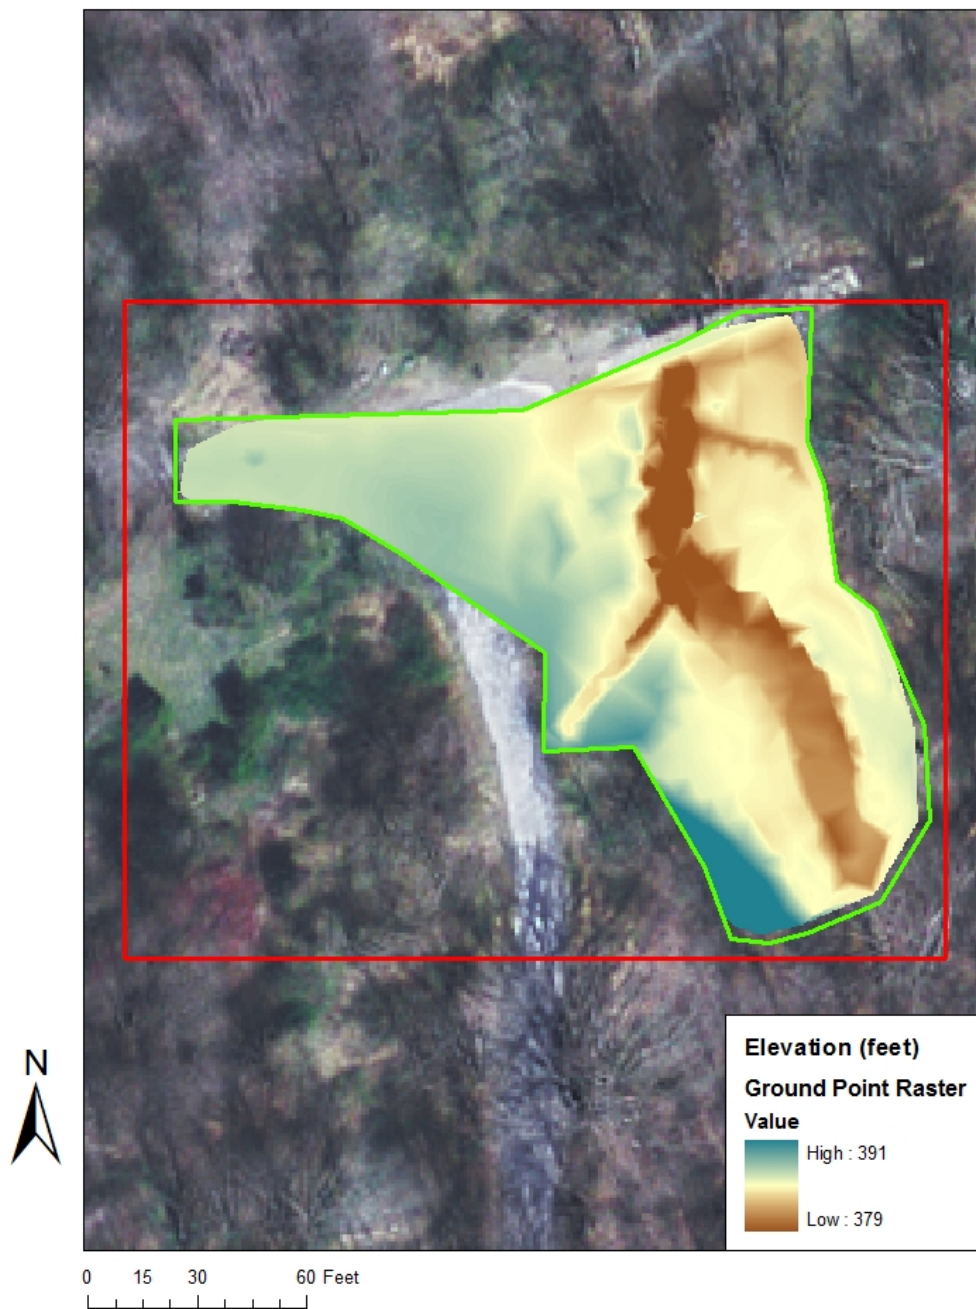 N
Elevation (feet)
Ground Point Raster
Value
High : 391
Low : 379
0 15 30 60 Feet